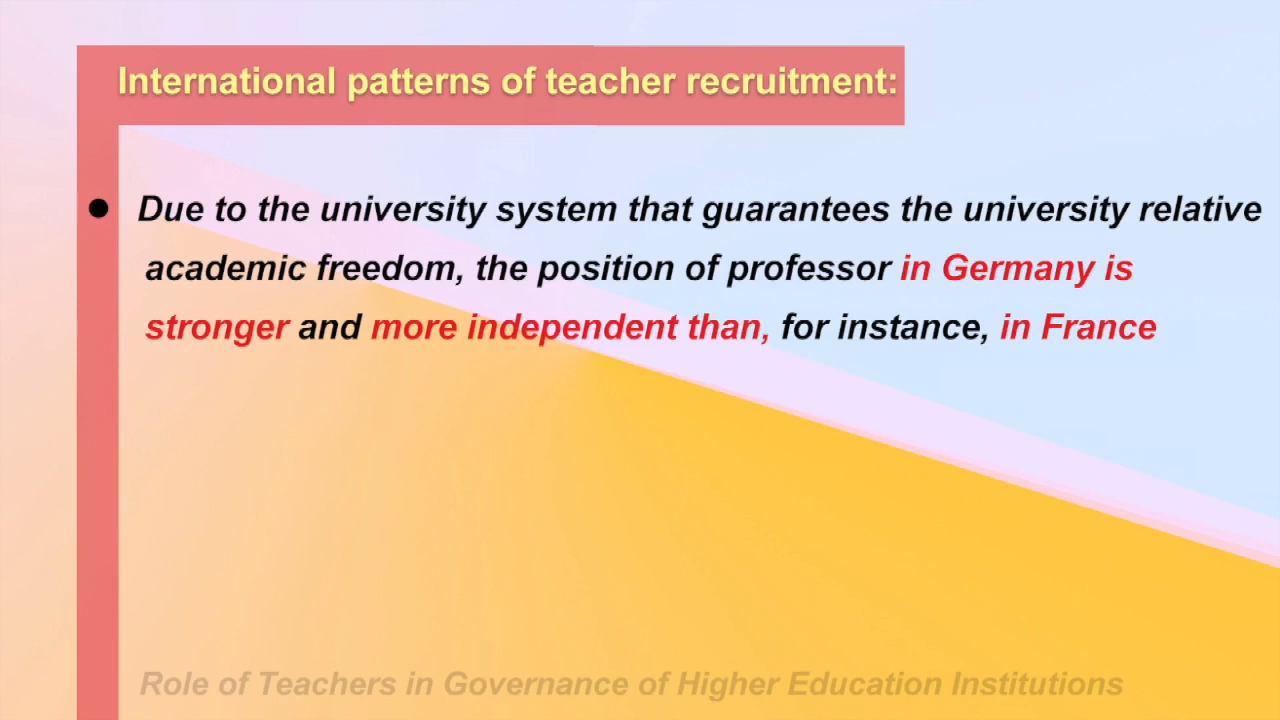 International patterns of teacher recruitment:
● Due to the university system that guarantees the university relative
academic freedom, the position of professor in Germany is
stronger and more independent than, for instance, in France
Role of Teachers in Governance of Higher Education Institutions